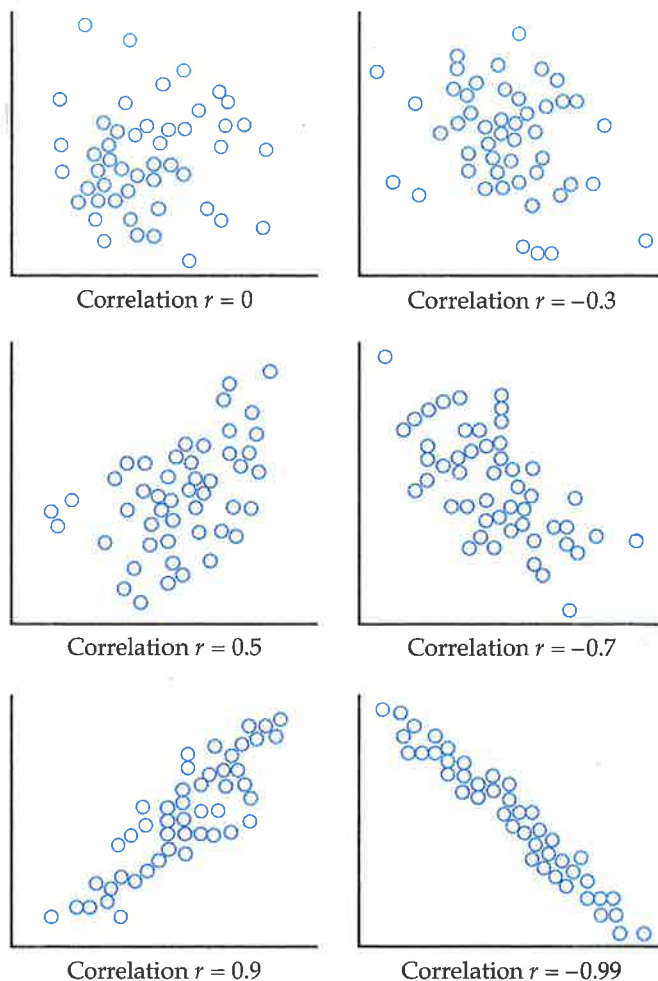 Correlation r = 0
Correlation r = −0.3
Correlation r = 0.5
Correlation r = −0.7
Correlation r = 0.9
Correlation r = −0.99